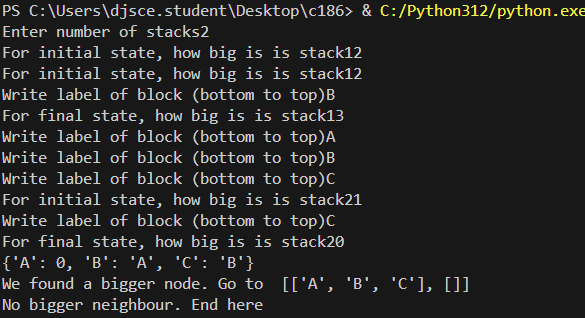 PS C:\Users\djsce.student\Desktop\c186> & C:/Python312/python.exe
Enter number of stacks2
For initial state, how big is is stack12
For initial state, how big is is stack12
Write label of block (bottom to top)B
For final state, how big is is stack13
Write label of block (bottom to top)A
Write label of block (bottom to top)B
Write label of block (bottom to top)C
For initial state, how big is is stack21
Write label of block (bottom to top)C
For final state, how big is is stack20
{'A': 0, 'B': 'A', 'C': 'B'}
We found a bigger node. Go to  [['A', 'B', 'C'], []]
No bigger neighbour. End here